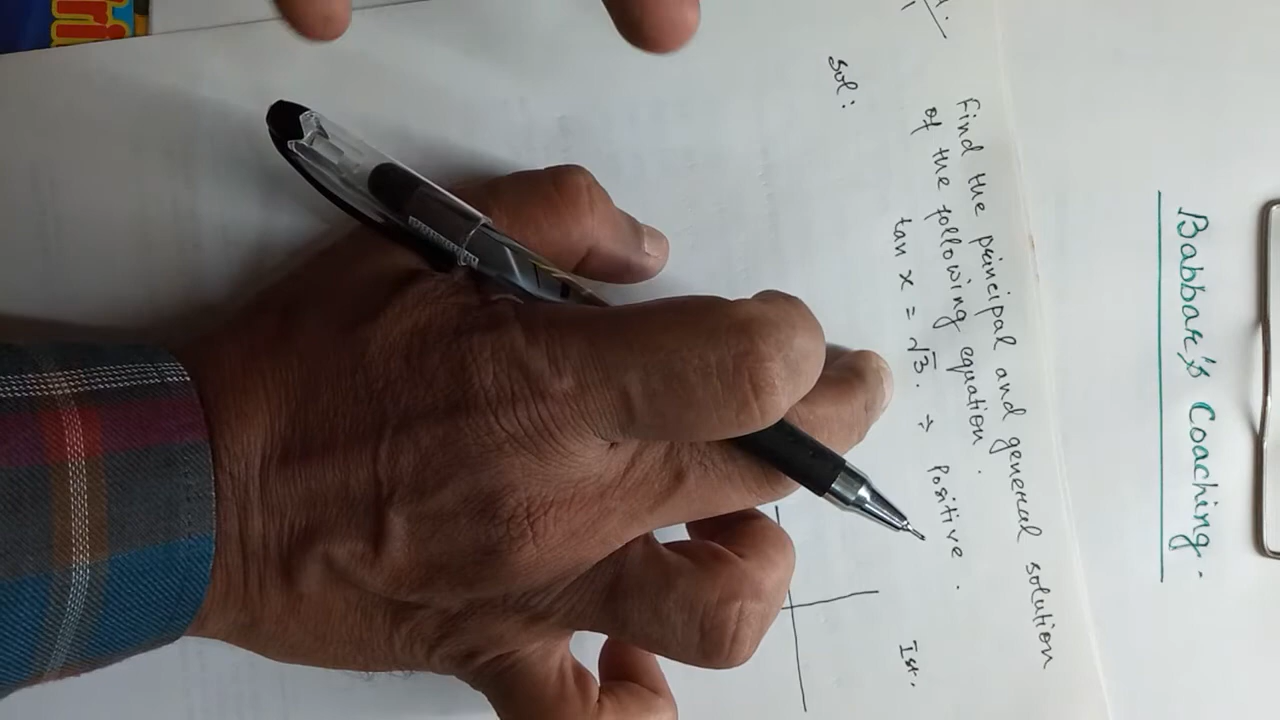 Babbar's Coaching.
Find the principal and general solution
of the following equation.
tan x = √3. ÷ Positive.
Sol:
Ist.